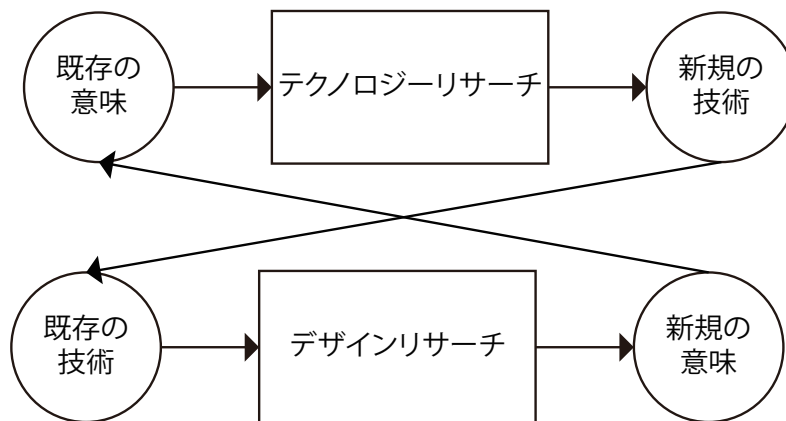 既存の
意味
テクノロジーリサーチ
新規の
技術
既存の
技術
デザインリサーチ
新規の
意味